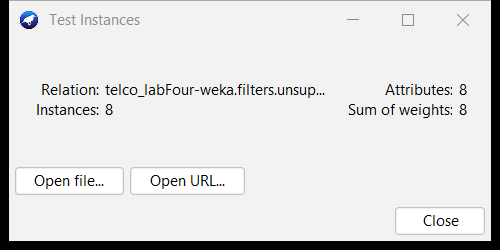 Test Instances
Relation: telco_labFour-weka.filters.unsup... Attributes: 8
Instances: 8 Sum of weights: 8
Open file... Open URL...
Close